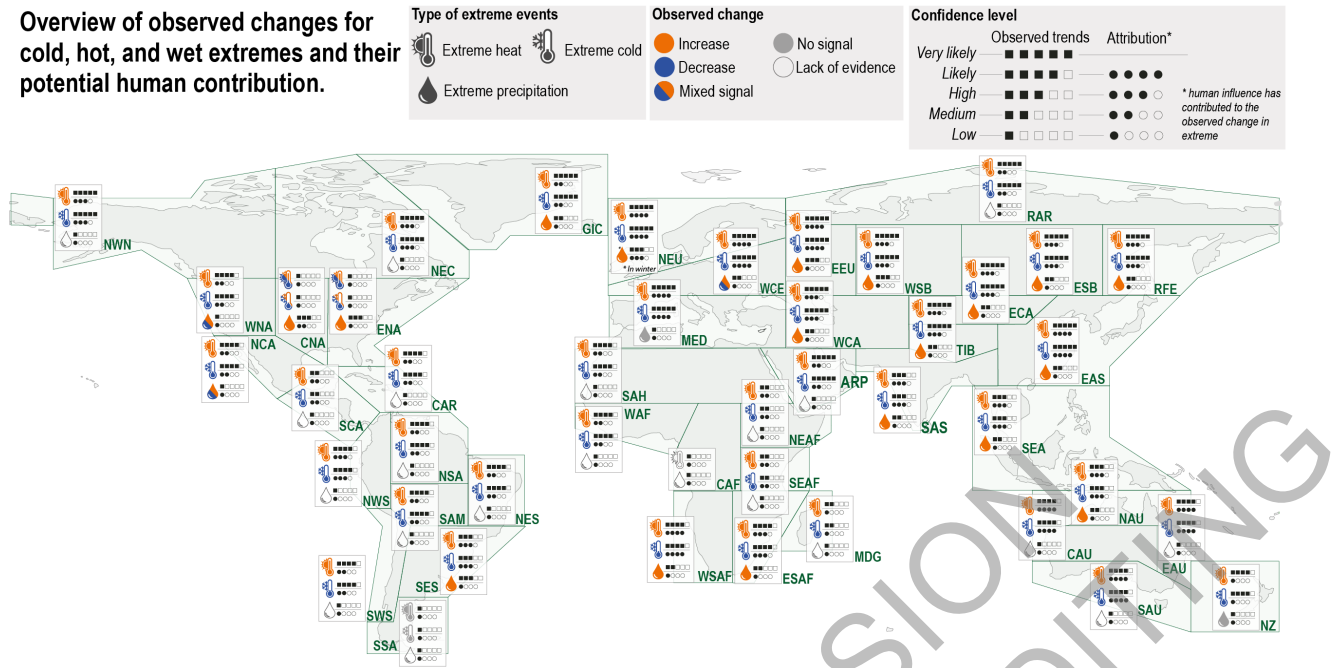 Overview of observed changes for
cold, hot, and wet extremes and their
potential human contribution.
Type of extreme events
Extreme heat
Extreme cold
Extreme precipitation
Observed change
Increase
No signal
Decrease
Lack of evidence
Mixed signal
Confidence level
Observed trends
Attribution*
Very likely
Likely
High
Medium
Low
* human influence has
contributed to the
observed change in
extreme
RAR
NWN
GIC
NEC
NEU
* In winter
WCE
EEU
WSB
ESB
RFE
ECA
WNA
CNA
ENA
NCA
MED
WCA
TIB
EAS
SAH
ARP
SAS
CAR
SCA
WAF
NEAF
SEA
NWS
NSA
CAF
SEAF
SAM
NES
NAU
MDG
CAU
EAU
WSAF
ESAF
SES
SWS
SAU
NZ
SSA
SION
DITING